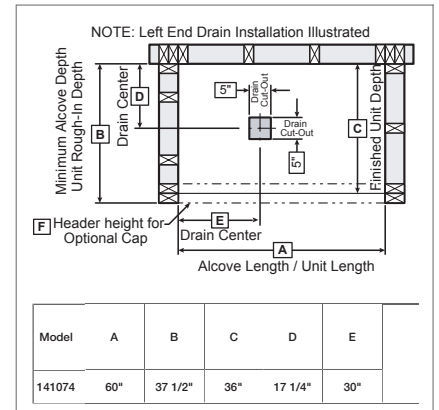 NOTE: Left End Drain Installation Illustrated
Minimum Alcove Depth
Unit Rough-In Depth
B
Drain Center
D
5"
Drain
Cut-Out
Drain
Cut-Out
5"
C
Finished Unit Depth
F Header height for
Optional Cap
E
Drain Center
A
Alcove Length / Unit Length
Model A B C D E
141074 60" 37 1/2" 36" 17 1/4" 30"